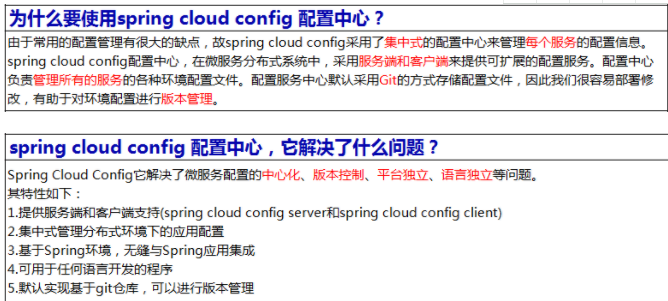 为什么要使用spring cloud config 配置中心？
由于常用的配置管理有很大的缺点，故spring cloud config采用了集中式的配置中心来管理每个服务的配置信息。
spring cloud config配置中心，在微服务分布式系统中，采用服务端和客户端来提供可扩展的配置服务。配置中心
负责管理所有的服务的各种环境配置文件。配置服务中心默认采用Git的方式存储配置文件，因此我们很容易部署修
改，有助于对环境配置进行版本管理。
spring cloud config 配置中心，它解决了什么问题？
Spring Cloud Config它解决了微服务配置的中心化、版本控制、平台独立、语言独立等问题。
其特性如下：
1.提供服务端和客户端支持(spring cloud config server和spring cloud config client)
2.集中式管理分布式环境下的应用配置
3.基于Spring环境，无缝与Spring应用集成
4.可用于任何语言开发的程序
5.默认实现基于git仓库，可以进行版本管理